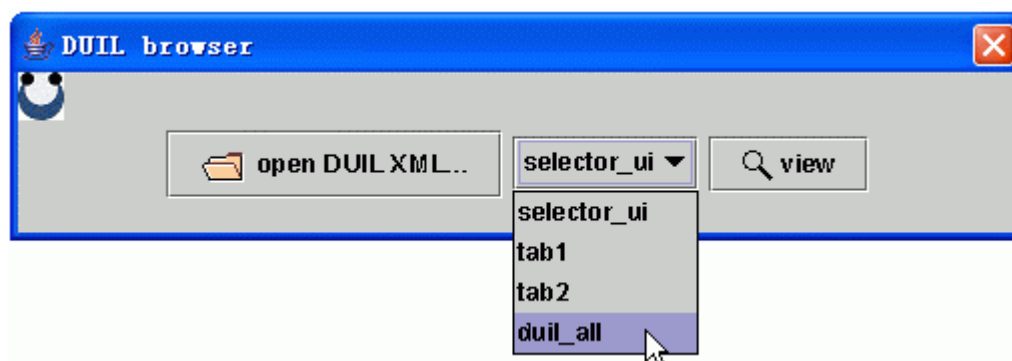 DUIL browser
open DUIL XML... selector_ui view
selector_ui
tab1
tab2
duil_all